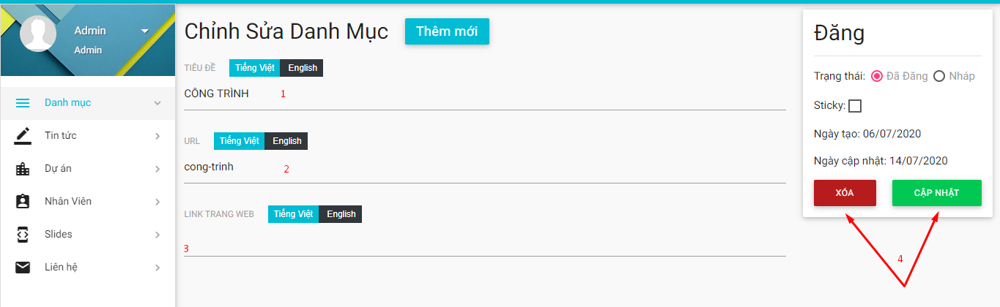 Admin
Admin
Danh mục
Tin tức
Dự án
Nhân Viên
Slides
Liên hệ
Chỉnh Sửa Danh Mục Thêm mới
TIÊU ĐỀ Tiếng Việt English
CÔNG TRÌNH 1
URL Tiếng Việt English
cong-trinh 2
LINK TRANG WEB Tiếng Việt English
3
Đăng
Trạng thái: Đã Đăng Nháp
Sticky:
Ngày tạo: 06/07/2020
Ngày cập nhật: 14/07/2020
XÓA CẬP NHẬT
4